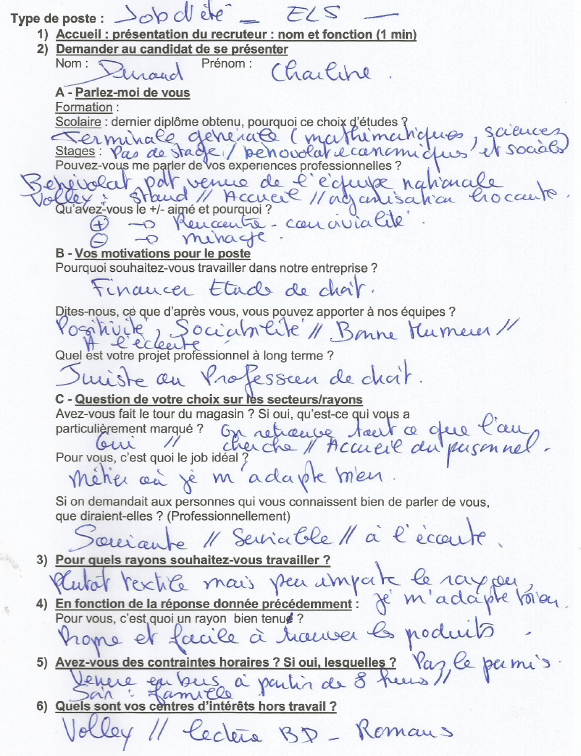 Type de poste : Job d'été - ELS -
1) Accueil : présentation du recruteur : nom et fonction (1 min)
2) Demander au candidat de se présenter
Nom : Durand Prénom : Charline.
A - Parlez-moi de vous
Formation :
Scolaire : dernier diplôme obtenu, pourquoi ce choix d'études ?
Terminale générale (mathématiques, sciences
Stages : Pas de stage / bénévolat économiques et socials
Pouvez-vous me parler de vos experiences professionnelles ?
Bénévolat pdt venue de l'équipe nationale
Volley : stand // Accueil // organisation brocante.
Qu'avez-vous le +/- aimé et pourquoi ?
+ -> Rencontre - convivialité.
- -> ménage.
B - Vos motivations pour le poste
Pourquoi souhaitez-vous travailler dans notre entreprise ?
Financer Etude de droit.
Dites-nous, ce que d'après vous, vous pouvez apporter à nos équipes ?
Positivité, Sociabilité // Bonne Humeur //
A l'écoute
Quel est votre projet professionnel à long terme ?
Juriste ou Professeur de droit.
C - Question de votre choix sur les secteurs/rayons
Avez-vous fait le tour du magasin ? Si oui, qu'est-ce qui vous a
particulièrement marqué ? On retrouve tout ce que l'on
Oui // cherche // Accueil du personnel.
Pour vous, c'est quoi le job idéal ?
Métier où je m'adapte bien.
Si on demandait aux personnes qui vous connaissent bien de parler de vous,
que diraient-elles ? (Professionnellement)
Souriante // Serviable // à l'écoute.
3) Pour quels rayons souhaitez-vous travailler ?
Plutôt textile mais peu importe le rayon,
4) En fonction de la réponse donnée précédemment : je m'adapte bien.
Pour vous, c'est quoi un rayon bien tenu ?
Propre et facile à trouver les produits.
5) Avez-vous des contraintes horaires ? Si oui, lesquelles ? Pas le permis.
Venue en bus à partir de 8 heures //
Soir : famille
6) Quels sont vos centres d'intérêts hors travail ?
Volley // lecture BD - Romans